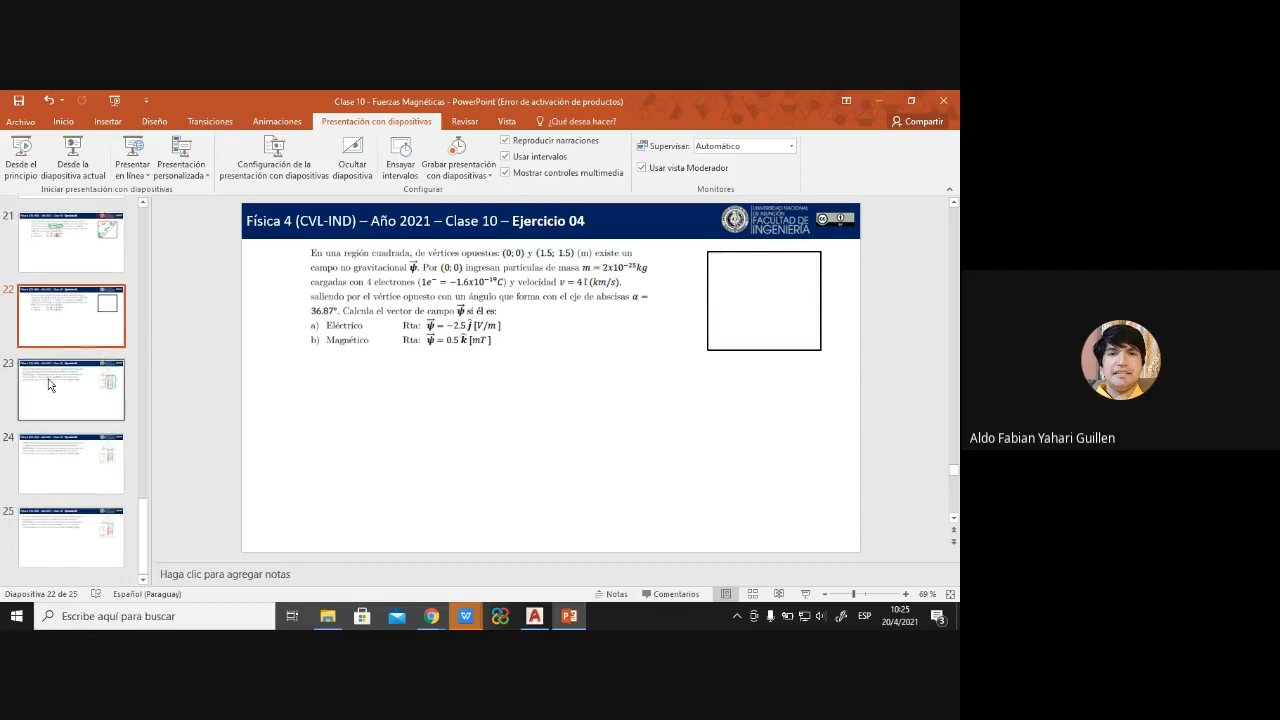 Clase 10 - Fuerzas Magnéticas - PowerPoint (Error de activación de productos)
Archivo Inicio Insertar Diseño Transiciones Animaciones Presentación con diapositivas Revisar Vista ¿Qué desea hacer? Compartir
Desde el principio
Desde la diapositiva actual
Presentar en línea
Presentación personalizada
Configuración de la presentación con diapositivas
Ocultar diapositiva
Ensayar intervalos
Grabar presentación con diapositivas
Reproducir narraciones
Usar intervalos
Mostrar controles multimedia
Supervisar: Automático
Usar vista Moderador
Iniciar presentación con diapositivas
Configurar
Monitores
21
22
23
24
25
Física 4 (CVL-IND) – Año 2021 – Clase 10 – Ejercicio 04
UNIVERSIDAD NACIONAL
DE ASUNCIÓN
FACULTAD DE
INGENIERÍA
En una región cuadrada, de vértices opuestos: (0; 0) y (1.5; 1.5) (m) existe un
campo no gravitacional ψ⃗. Por (0; 0) ingresan partículas de masa m = 2x10⁻²⁵kg
cargadas con 4 electrones (1e⁻ = −1.6x10⁻¹⁹C) y velocidad v = 4 î (km/s),
saliendo por el vértice opuesto con un ángulo, que forma con el eje de abscisas α =
36.87°. Calcula el vector de campo ψ⃗ si él es:
a) Eléctrico Rta: ψ⃗ = −2.5 ĵ [V/m]
b) Magnético Rta: ψ⃗ = 0.5 k̂ [mT]
Haga clic para agregar notas
Diapositiva 22 de 25 Español (Paraguay) Notas Comentarios 69 %
Escribe aquí para buscar
ESP
10:25
20/4/2021
3
Aldo Fabian Yahari Guillen